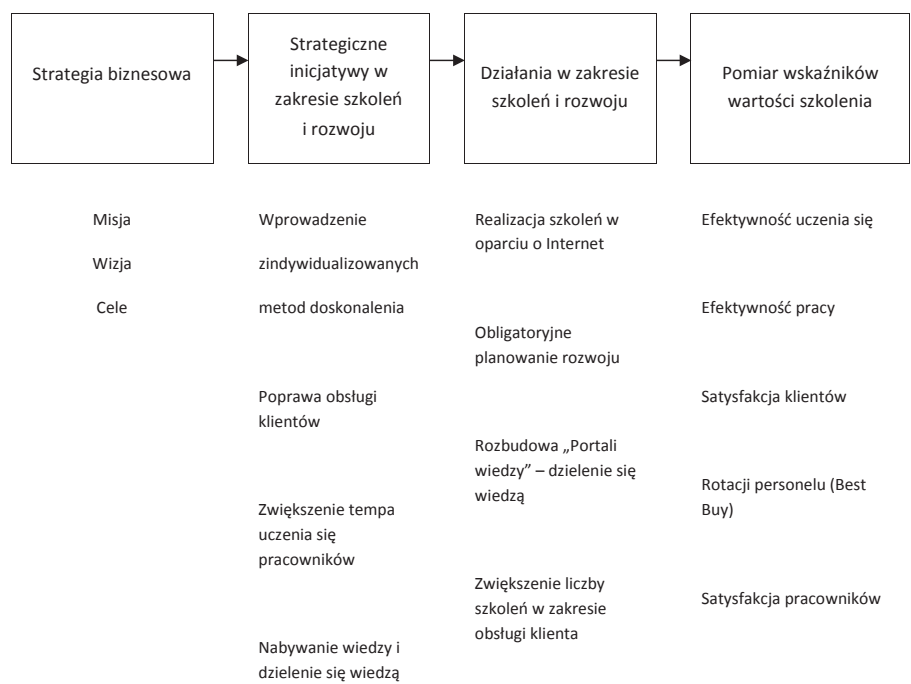 Strategia biznesowa
Strategiczne
inicjatywy w
zakresie szkoleń
i rozwoju
Działania w zakresie
szkoleń i rozwoju
Pomiar wskaźników
wartości szkolenia
Misja
Wizja
Cele
Wprowadzenie
zindywidualizowanych
metod doskonalenia
Poprawa obsługi
klientów
Zwiększenie tempa
uczenia się
pracowników
Nabywanie wiedzy i
dzielenie się wiedzą
Realizacja szkoleń w
oparciu o Internet
Obligatoryjne
planowanie rozwoju
Rozbudowa „Portali
wiedzy” – dzielenie się
wiedzą
Zwiększenie liczby
szkoleń w zakresie
obsługi klienta
Efektywność uczenia się
Efektywność pracy
Satysfakcja klientów
Rotacji personelu (Best
Buy)
Satysfakcja pracowników